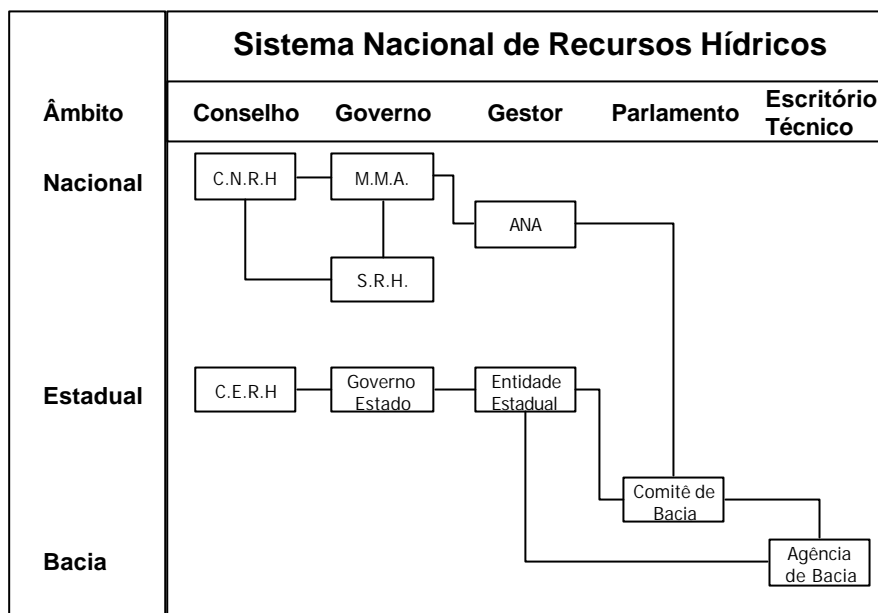 Sistema Nacional de Recursos Hídricos
Âmbito
Conselho
Governo
Gestor
Parlamento
Escritório
Técnico
Nacional
C.N.R.H
M.M.A.
ANA
S.R.H.
Estadual
C.E.R.H
Governo
Estado
Entidade
Estadual
Comitê de
Bacia
Bacia
Agência
de Bacia